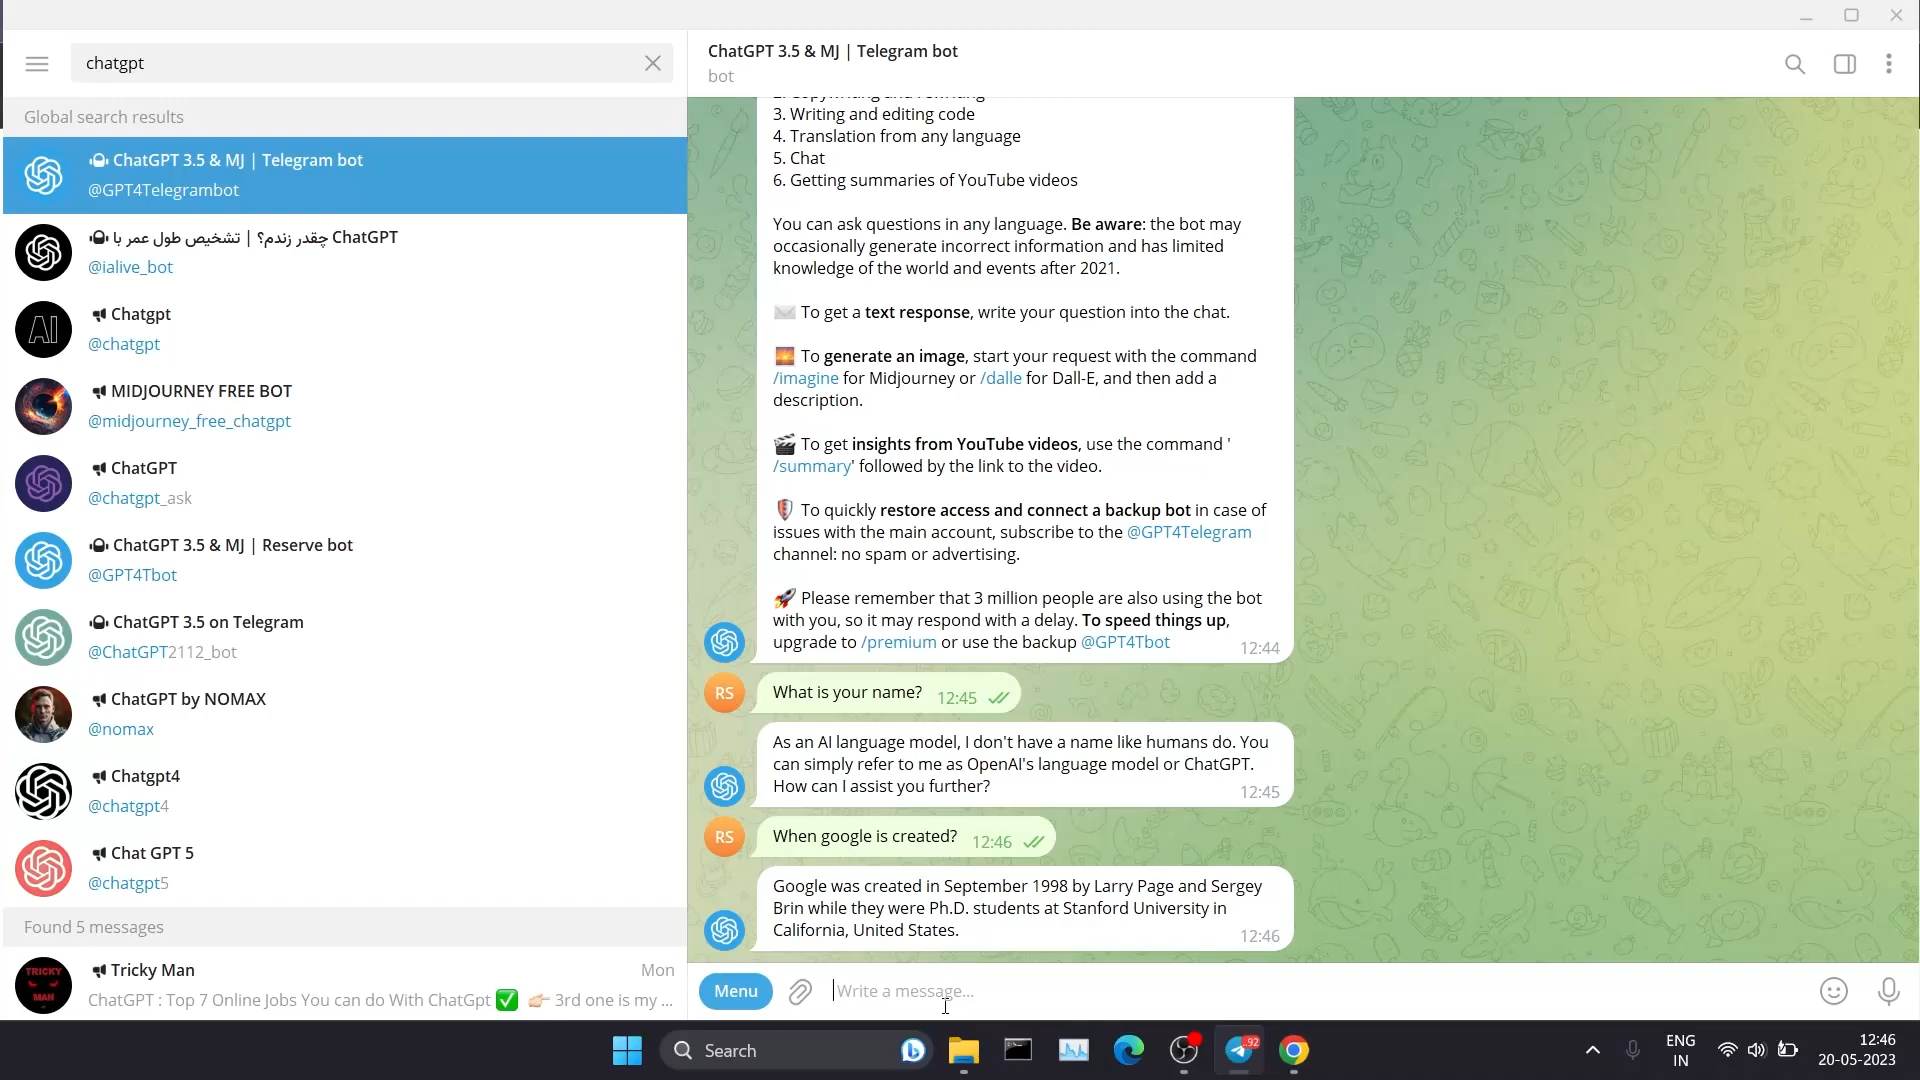 chatgpt
Global search results
ChatGPT 3.5 & MJ | Telegram bot
@GPT4Telegrambot
چقدر زندم؟ | تشخیص طول عمر با ChatGPT
@ialive_bot
AI
Chatgpt
@chatgpt
MIDJOURNEY FREE BOT
@midjourney_free_chatgpt
ChatGPT
@chatgpt_ask
ChatGPT 3.5 & MJ | Reserve bot
@GPT4Tbot
ChatGPT 3.5 on Telegram
@ChatGPT2112_bot
ChatGPT by NOMAX
@nomax
Chatgpt4
@chatgpt4
Chat GPT 5
@chatgpt5
Found 5 messages
TRICKY
MAN
Tricky Man
Mon
ChatGPT : Top 7 Online Jobs You can do With ChatGpt ✅ 👉🏻 3rd one is my ...
ChatGPT 3.5 & MJ | Telegram bot
bot
2. Copywriting and rewriting
3. Writing and editing code
4. Translation from any language
5. Chat
6. Getting summaries of YouTube videos
You can ask questions in any language. Be aware: the bot may
occasionally generate incorrect information and has limited
knowledge of the world and events after 2021.
✉️ To get a text response, write your question into the chat.
🌅 To generate an image, start your request with the command
/imagine for Midjourney or /dalle for Dall-E, and then add a
description.
🎬 To get insights from YouTube videos, use the command '
/summary' followed by the link to the video.
🛡 To quickly restore access and connect a backup bot in case of
issues with the main account, subscribe to the @GPT4Telegram
channel: no spam or advertising.
🚀 Please remember that 3 million people are also using the bot
with you, so it may respond with a delay. To speed things up,
upgrade to /premium or use the backup @GPT4Tbot
12:44
RS
What is your name?
12:45
As an AI language model, I don't have a name like humans do. You
can simply refer to me as OpenAI's language model or ChatGPT.
How can I assist you further?
12:45
RS
When google is created?
12:46
Google was created in September 1998 by Larry Page and Sergey
Brin while they were Ph.D. students at Stanford University in
California, United States.
12:46
Menu
Write a message...
Search
92
ENG
IN
12:46
20-05-2023